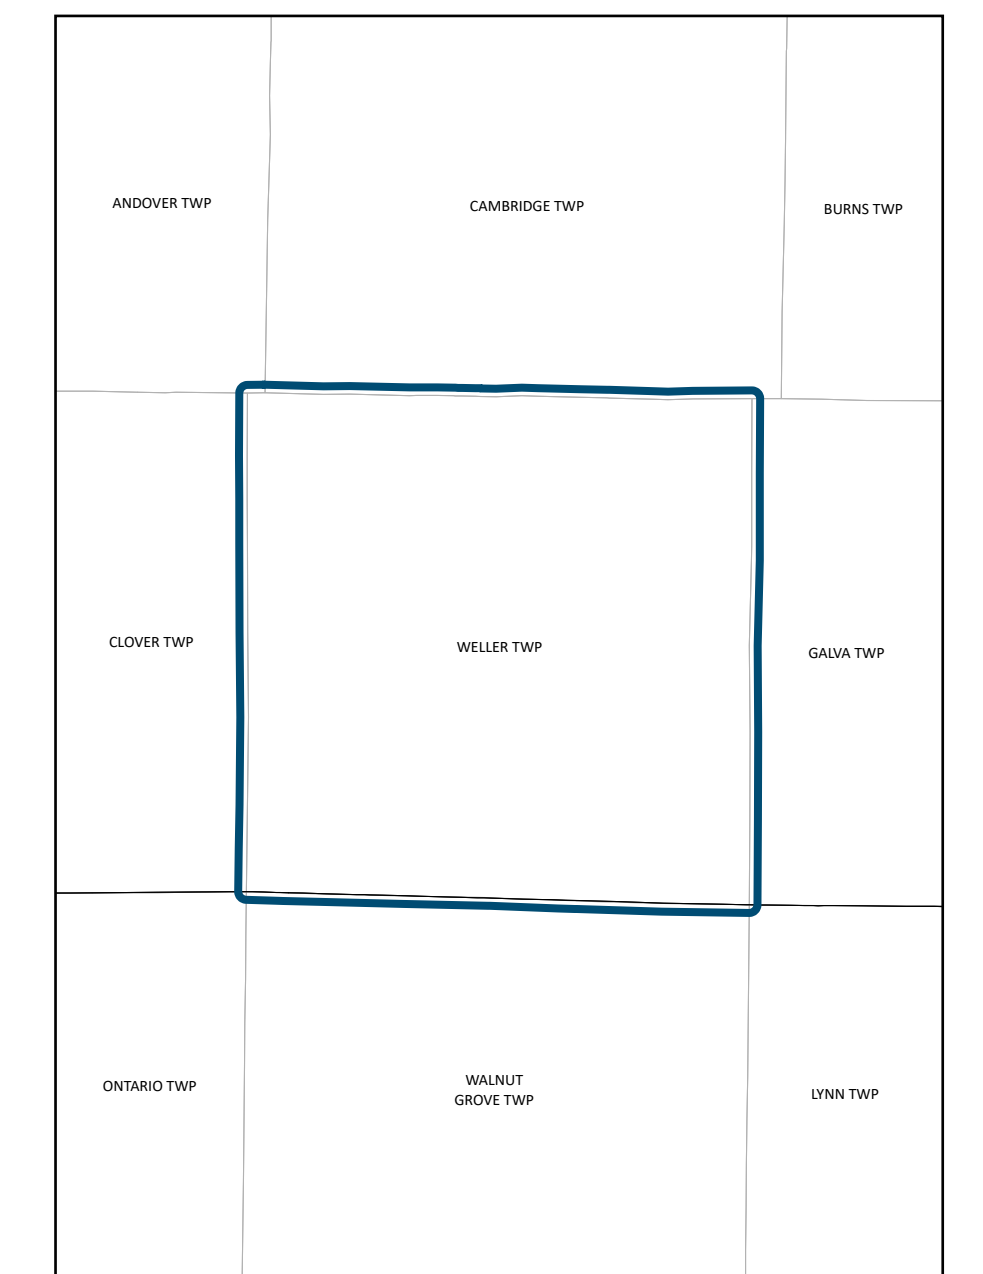 ANDOVER TWP
CAMBRIDGE TWP
BURNS TWP
CLOVER TWP
WELLER TWP
GALVA TWP
ONTARIO TWP
WALNUT
GROVE TWP
LYNN TWP